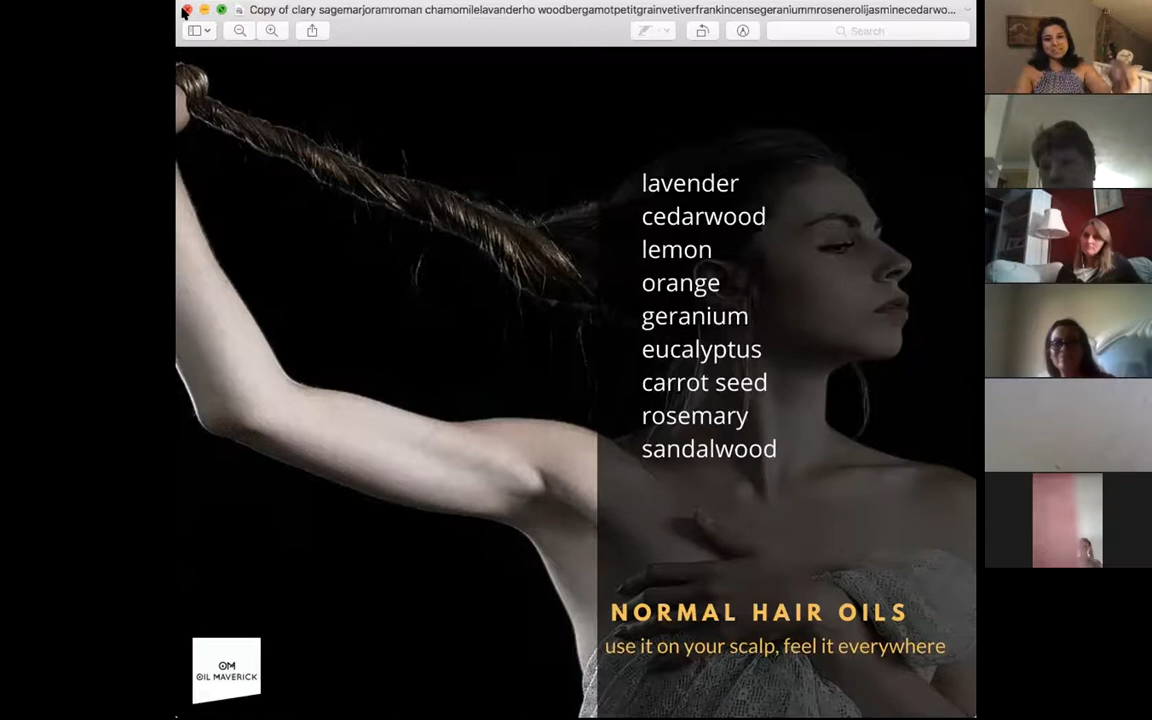 Copy of clary sagemarjoramroman chamomilelavanderho woodbergamotpetitgrainvetiverfrankincensegeraniummrosenerolijasminecedarwo...
Search
lavender
cedarwood
lemon
orange
geranium
eucalyptus
carrot seed
rosemary
sandalwood
NORMAL HAIR OILS
use it on your scalp, feel it everywhere
OM
OIL MAVERICK